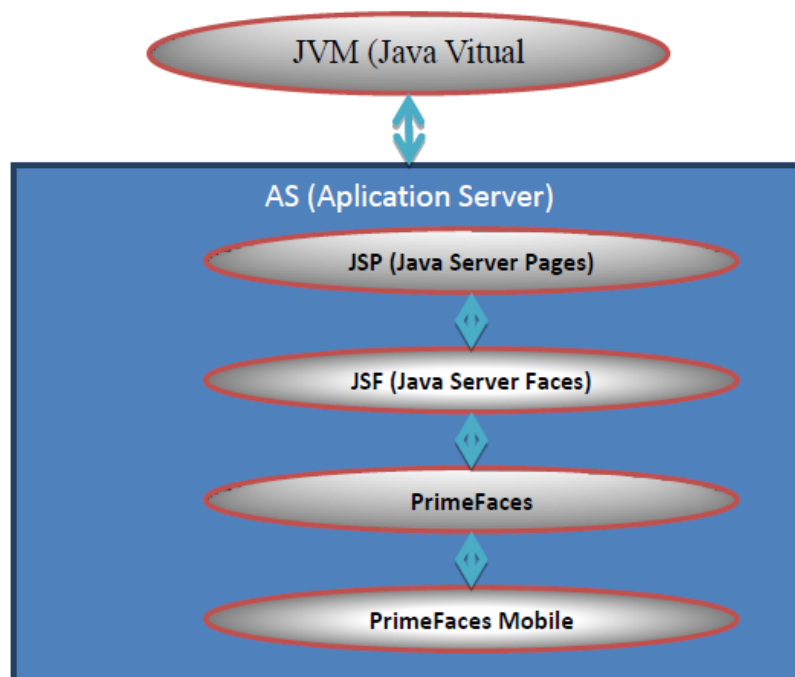 JVM (Java Vitual
AS (Aplication Server)
JSP (Java Server Pages)
JSF (Java Server Faces)
PrimeFaces
PrimeFaces Mobile